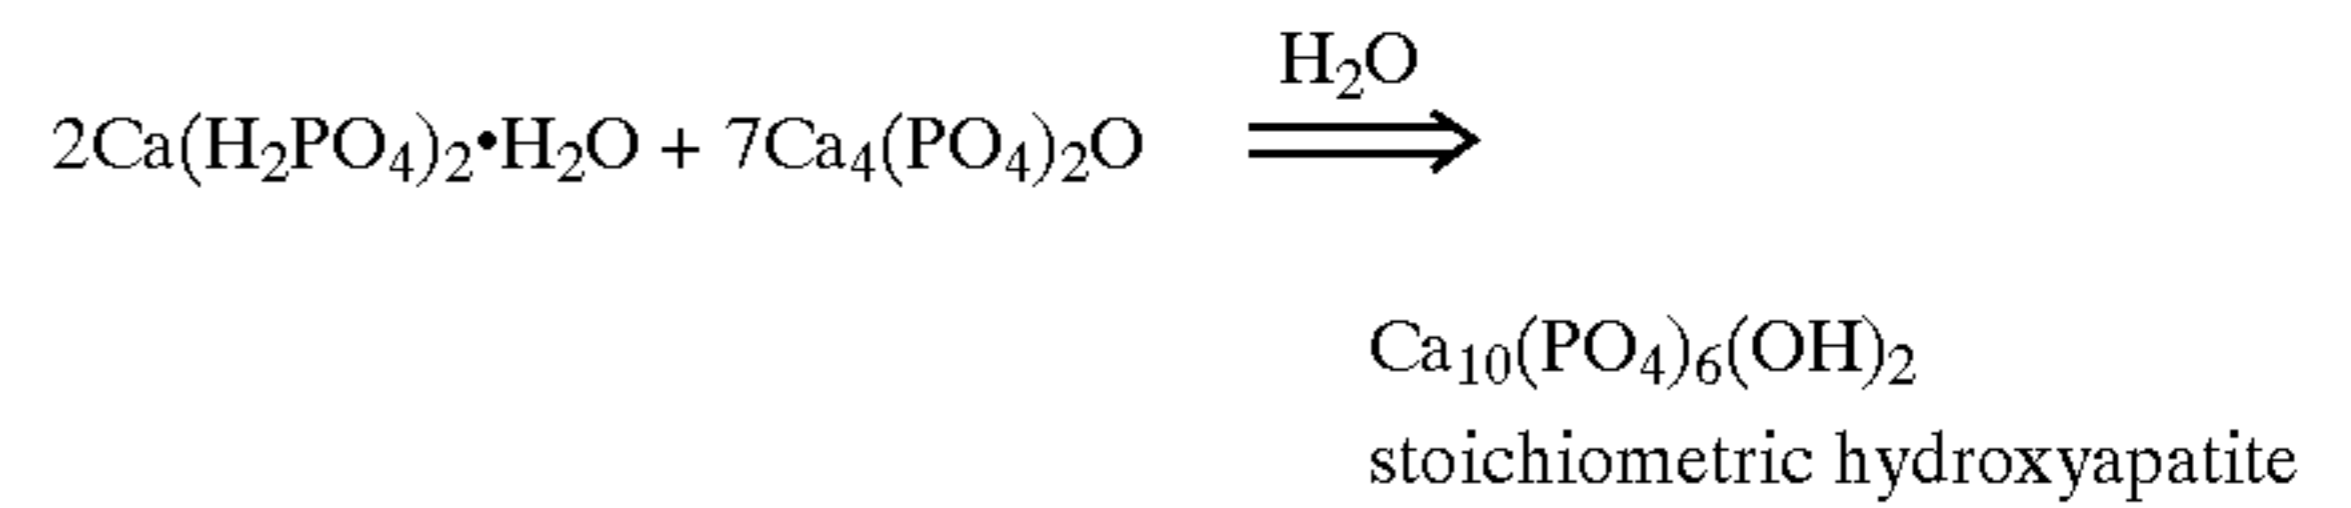 H₂O
2Ca(H₂PO₄)₂•H₂O + 7Ca₄(PO₄)₂O ⟹
Ca₁₀(PO₄)₆(OH)₂
stoichiometric hydroxyapatite